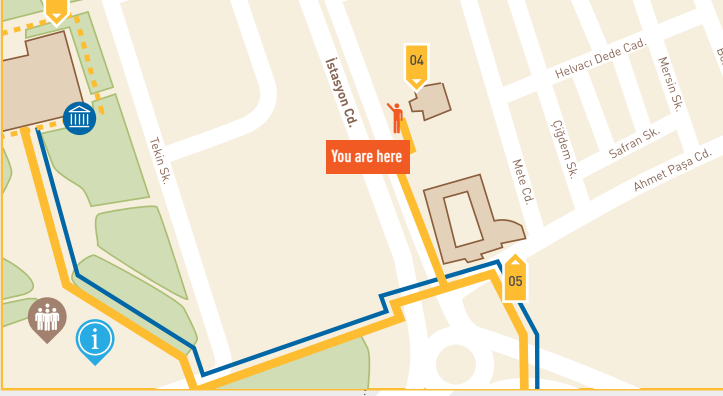 04
Helvacı Dede Cad.
Mersin Sk.
İstasyon Cd.
You are here
Çiğdem Sk.
Safran Sk.
Tekin Sk.
Mete Cd.
Ahmet Paşa Cd.
05
i